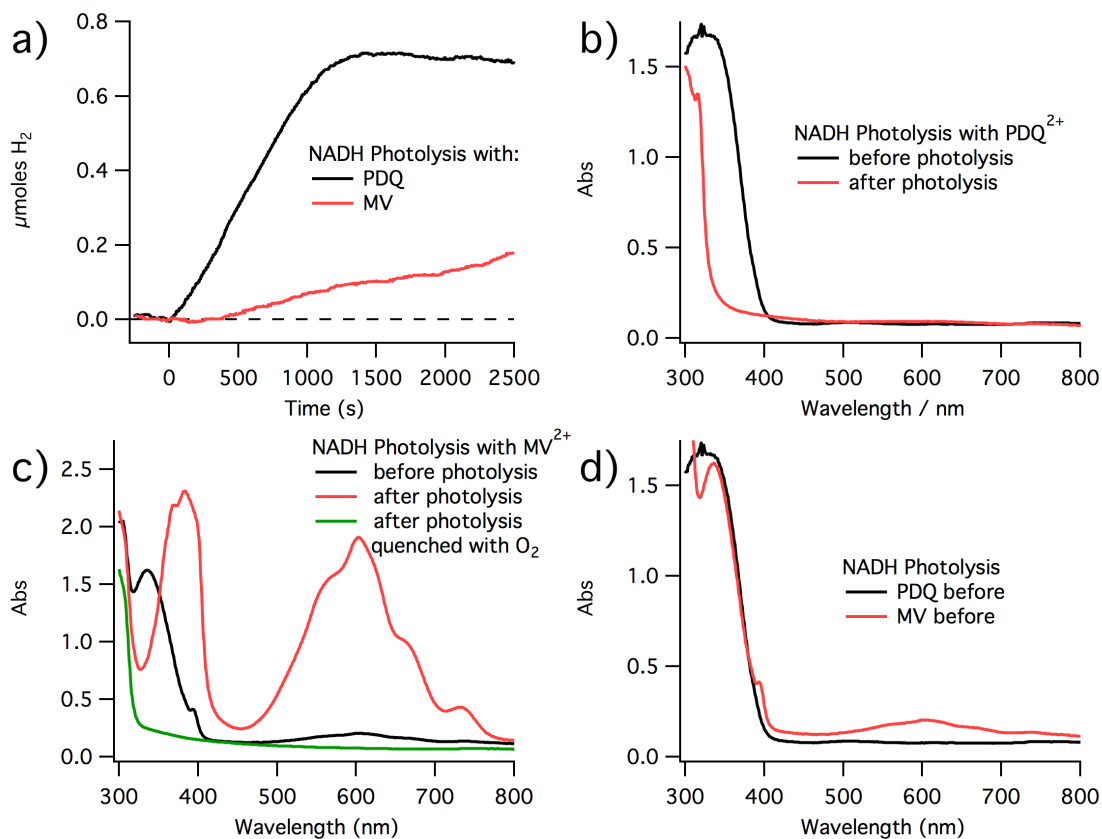 a)
0.8
0.6
0.4
0.2
0.0
μmoles H2
NADH Photolysis with:
PDQ
MV
0 500 1000 1500 2000 2500
Time (s)
b)
1.5
1.0
0.5
0.0
Abs
NADH Photolysis with PDQ2+
before photolysis
after photolysis
300 400 500 600 700 800
Wavelength / nm
c)
2.5
2.0
1.5
1.0
0.5
0.0
Abs
NADH Photolysis with MV2+
before photolysis
after photolysis
after photolysis
quenched with O2
300 400 500 600 700 800
Wavelength (nm)
d)
1.5
1.0
0.5
0.0
Abs
NADH Photolysis
PDQ before
MV before
300 400 500 600 700 800
Wavelength (nm)